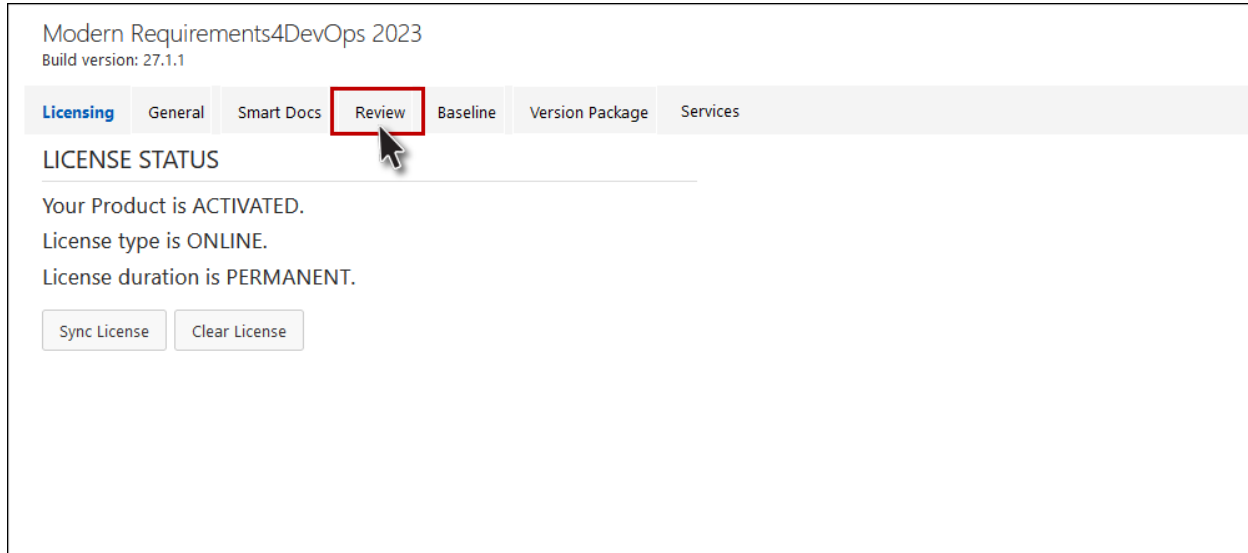 Modern Requirements4DevOps 2023
Build version: 27.1.1
Licensing General Smart Docs Review Baseline Version Package Services
LICENSE STATUS
Your Product is ACTIVATED.
License type is ONLINE.
License duration is PERMANENT.
Sync License Clear License